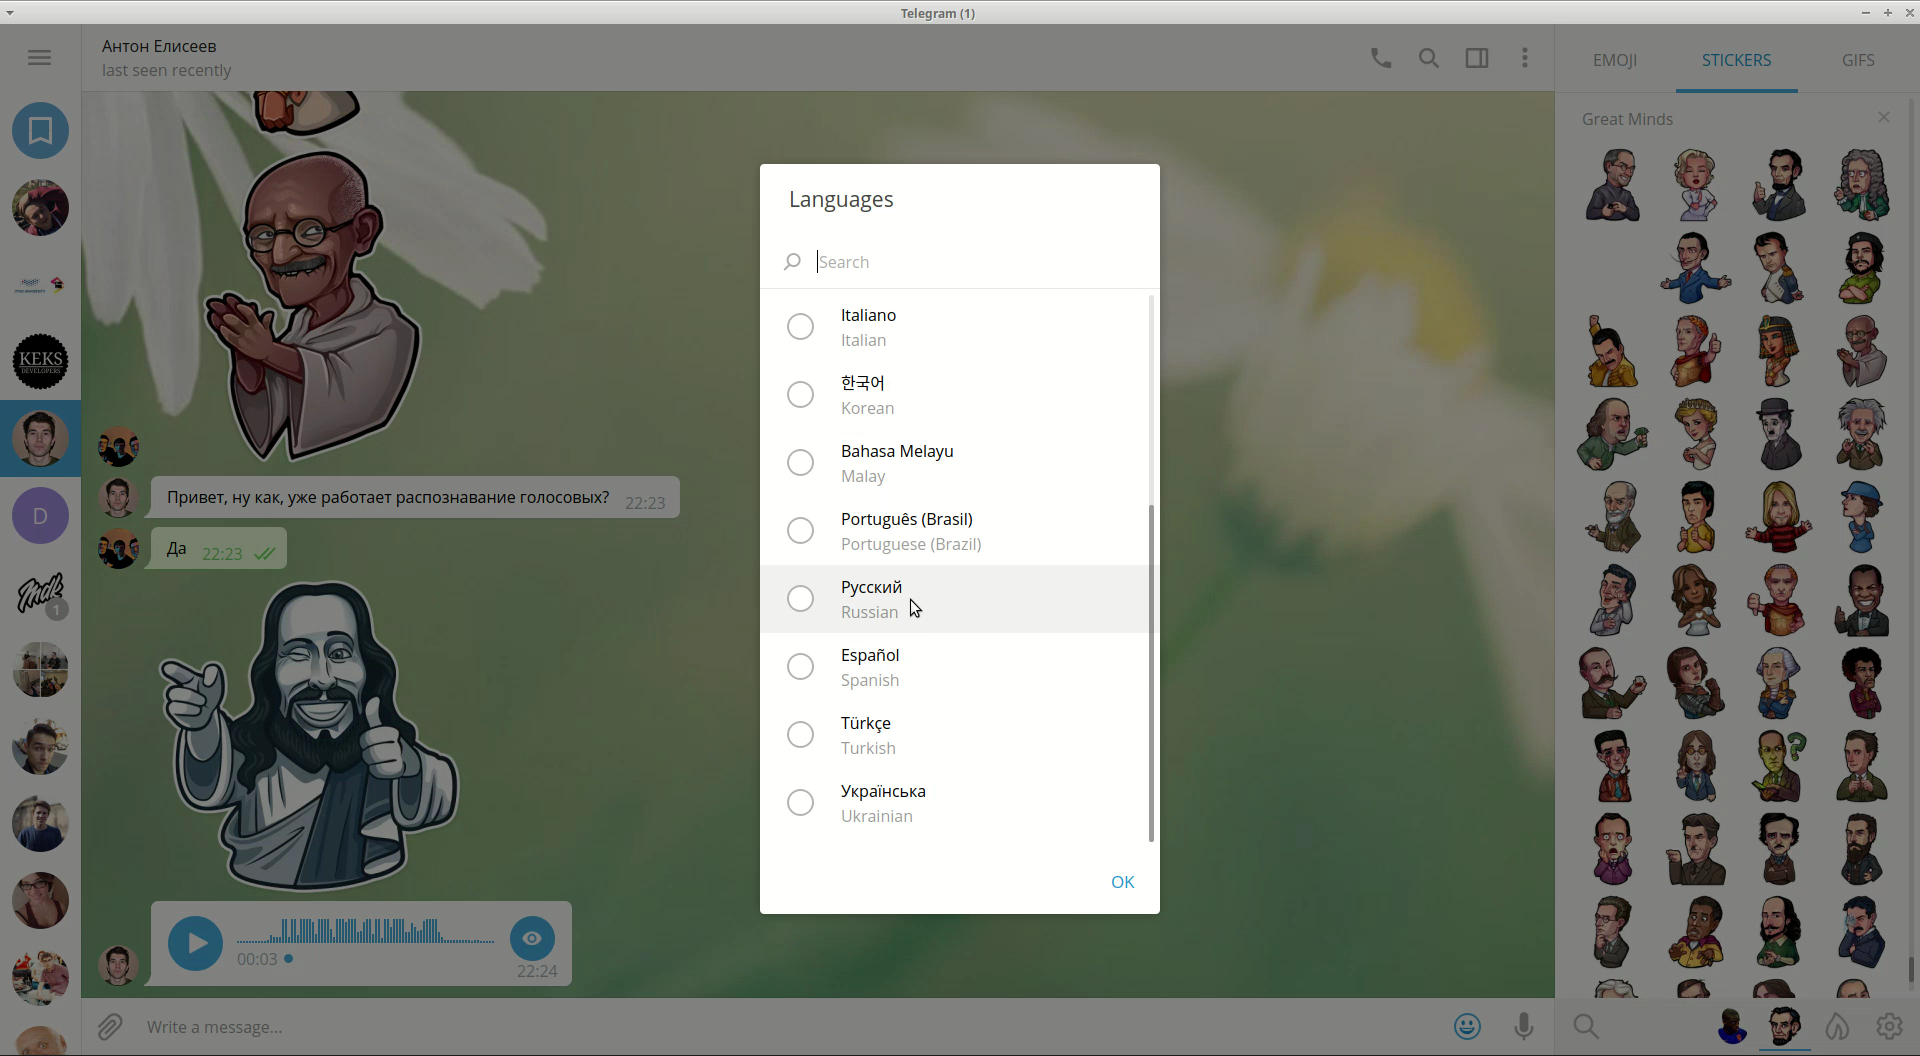 Telegram (1)
Антон Елисеев
last seen recently
EMOJI
STICKERS
GIFS
Great Minds
KEKS
DEVELOPERS
D
Mdk
1
Привет, ну как, уже работает распознавание голосовых? 22:23
Да 22:23
00:03
22:24
Write a message...
Languages
Search
Italiano
Italian
한국어
Korean
Bahasa Melayu
Malay
Português (Brasil)
Portuguese (Brazil)
Русский
Russian
Español
Spanish
Türkçe
Turkish
Українська
Ukrainian
OK